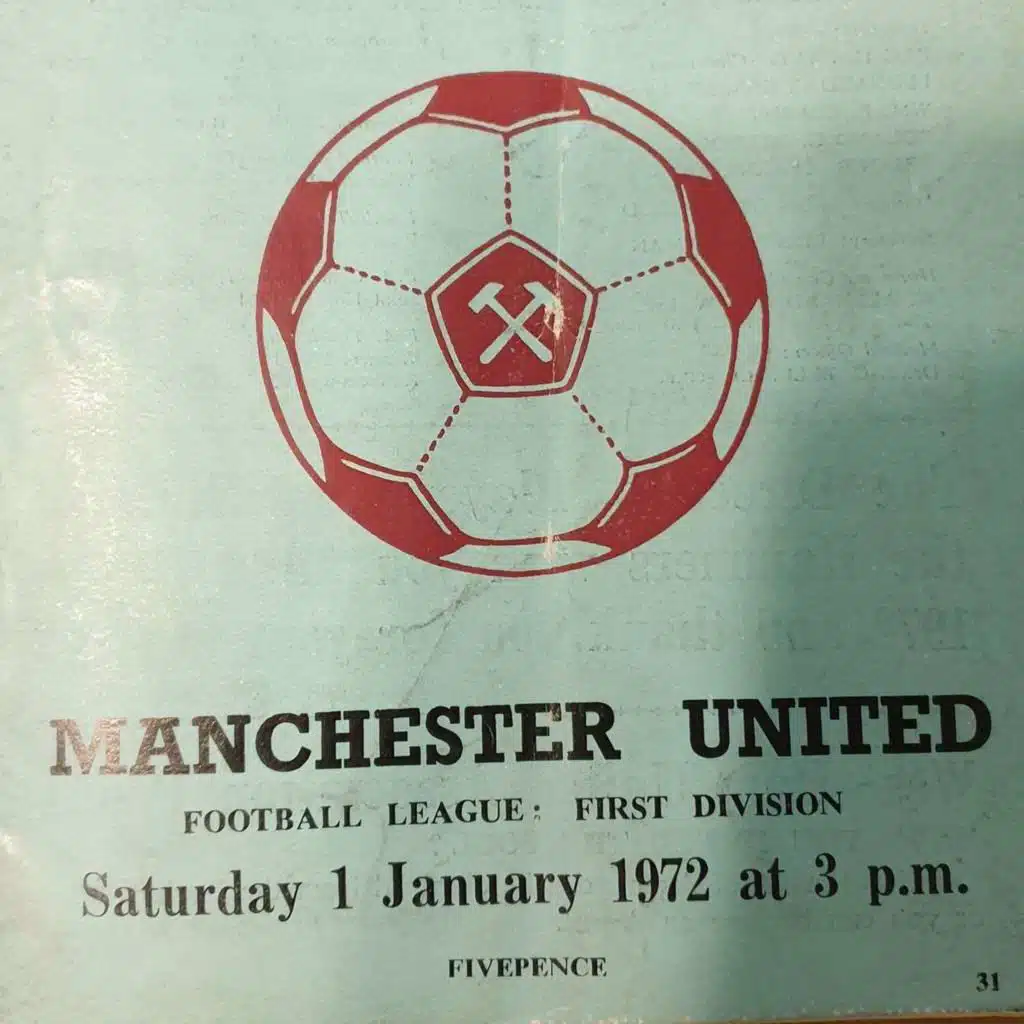 MANCHESTER UNITED
FOOTBALL LEAGUE: FIRST DIVISION
Saturday 1 January 1972 at 3 p.m.
FIVEPENCE
31